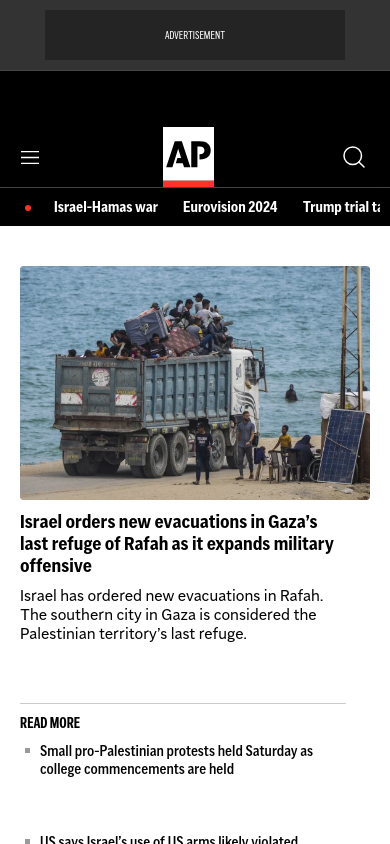 ADVERTISEMENT
AP
Israel-Hamas war Eurovision 2024 Trump trial ta
Israel orders new evacuations in Gaza’s
last refuge of Rafah as it expands military
offensive
Israel has ordered new evacuations in Rafah.
The southern city in Gaza is considered the
Palestinian territory’s last refuge.
READ MORE
Small pro-Palestinian protests held Saturday as
college commencements are held
US says Israel’s use of US arms likely violated